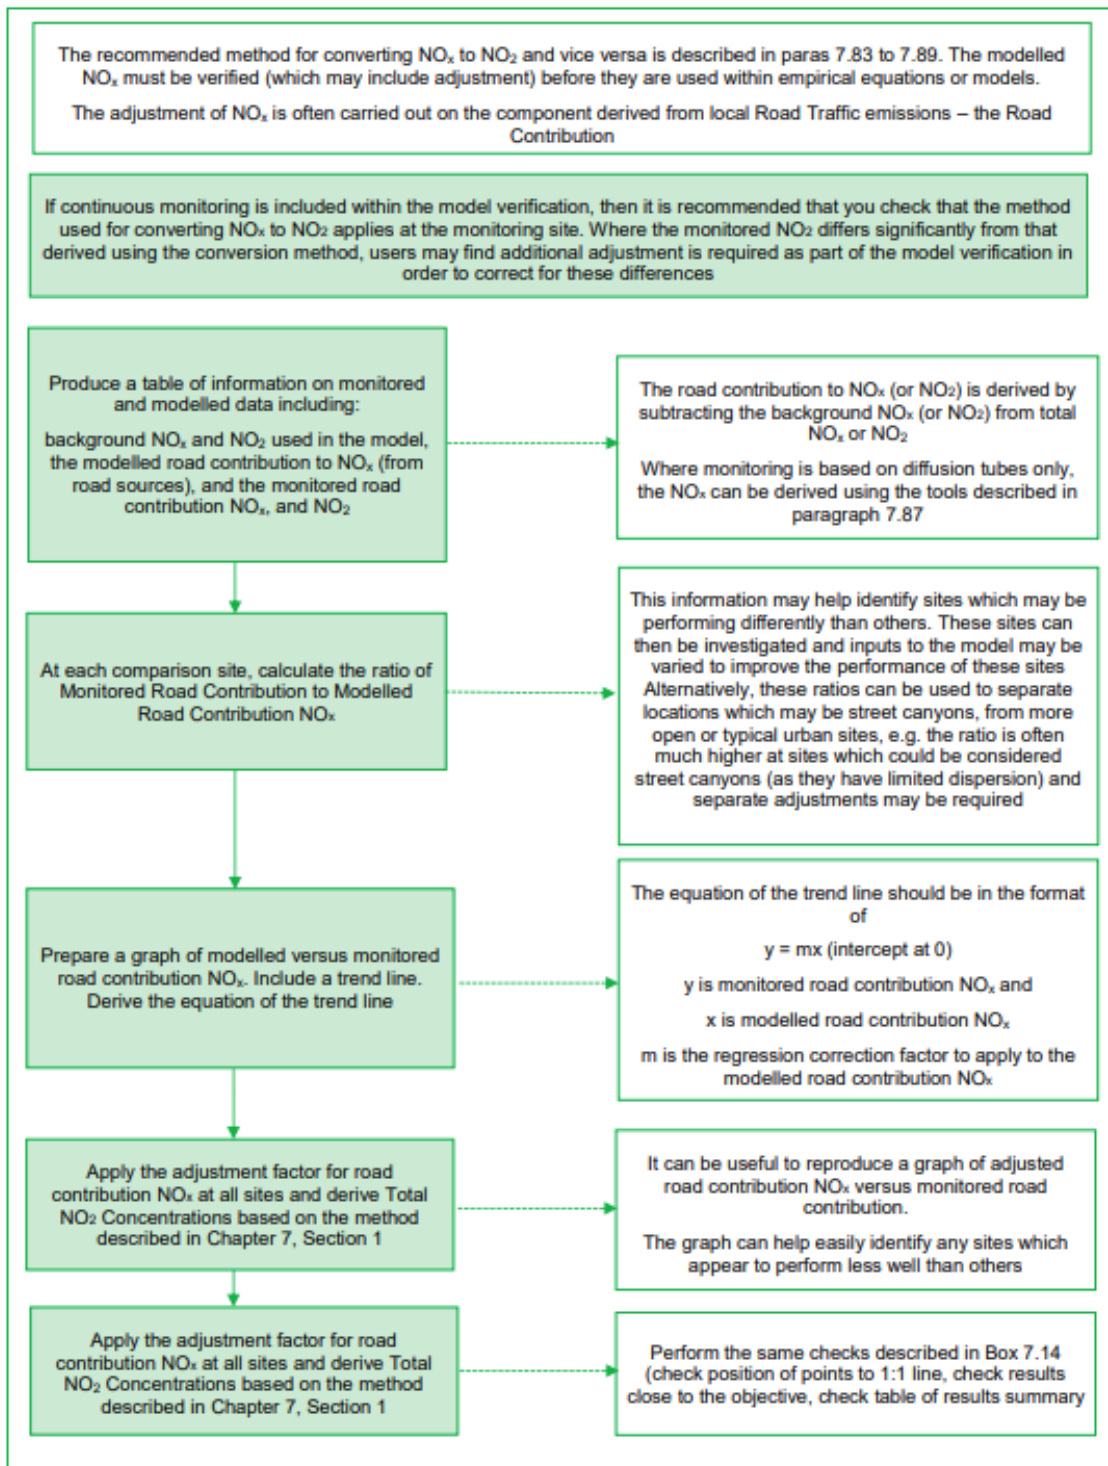 The recommended method for converting NOₓ to NO₂ and vice versa is described in paras 7.83 to 7.89. The modelled
NOₓ must be verified (which may include adjustment) before they are used within empirical equations or models.
The adjustment of NOₓ is often carried out on the component derived from local Road Traffic emissions – the Road
Contribution
If continuous monitoring is included within the model verification, then it is recommended that you check that the method
used for converting NOₓ to NO₂ applies at the monitoring site. Where the monitored NO₂ differs significantly from that
derived using the conversion method, users may find additional adjustment is required as part of the model verification in
order to correct for these differences
Produce a table of information on monitored
and modelled data including:
background NOₓ and NO₂ used in the model,
the modelled road contribution to NOₓ (from
road sources), and the monitored road
contribution NOₓ, and NO₂
The road contribution to NOₓ (or NO₂) is derived by
subtracting the background NOₓ (or NO₂) from total
NOₓ or NO₂
Where monitoring is based on diffusion tubes only,
the NOₓ can be derived using the tools described in
paragraph 7.87
At each comparison site, calculate the ratio of
Monitored Road Contribution to Modelled
Road Contribution NOₓ
This information may help identify sites which may be
performing differently than others. These sites can
then be investigated and inputs to the model may be
varied to improve the performance of these sites
Alternatively, these ratios can be used to separate
locations which may be street canyons, from more
open or typical urban sites, e.g. the ratio is often
much higher at sites which could be considered
street canyons (as they have limited dispersion) and
separate adjustments may be required
Prepare a graph of modelled versus monitored
road contribution NOₓ. Include a trend line.
Derive the equation of the trend line
The equation of the trend line should be in the format
of
y = mx (intercept at 0)
y is monitored road contribution NOₓ and
x is modelled road contribution NOₓ
m is the regression correction factor to apply to the
modelled road contribution NOₓ
Apply the adjustment factor for road
contribution NOₓ at all sites and derive Total
NO₂ Concentrations based on the method
described in Chapter 7, Section 1
It can be useful to reproduce a graph of adjusted
road contribution NOₓ versus monitored road
contribution.
The graph can help easily identify any sites which
appear to perform less well than others
Apply the adjustment factor for road
contribution NOₓ at all sites and derive Total
NO₂ Concentrations based on the method
described in Chapter 7, Section 1
Perform the same checks described in Box 7.14
(check position of points to 1:1 line, check results
close to the objective, check table of results summary